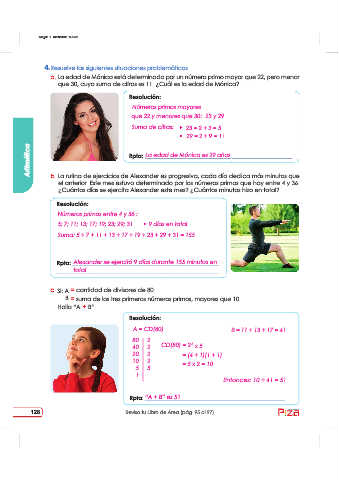 4. Resuelve las siguientes situaciones problemáticas
a. La edad de Mónica está determinada por un número primo mayor que 22, pero menor
que 30, cuya suma de cifras es 11 ¿Cuál es la edad de Mónica?
Resolución:
Números primos mayores
que 22 y menores que 30: 23 y 29
Suma de cifras: • 23 = 2 + 3 = 5
• 29 = 2 + 9 = 11
Rpta: La edad de Mónica es 29 años
Aritmética
b. La rutina de ejercicios de Alexander es progresiva, cada día dedica más minutos que
el anterior. Este mes estuvo determinado por los números primos que hay entre 4 y 36.
¿Cuántos días se ejercita Alexander este mes? ¿Cuántos minutos hizo en total?
Resolución:
Números primos entre 4 y 36 :
5; 7; 11; 13; 17; 19; 23; 29; 31 • 9 días en total
Suma: 5 + 7 + 11 + 13 + 17 + 19 + 23 + 29 + 31 = 155
Rpta: Alexander se ejercitó 9 días durante 155 minutos en
total
c. Si: A = cantidad de divisores de 80
B = suma de los tres primeros números primos, mayores que 10
Halla "A + B"
Resolución:
A = CD(80) B = 11 + 13 + 17 = 41
80 2
40 2 CD(80) = 2⁴ x 5
20 2 = (4 + 1)(1 + 1)
10 2 = 5 x 2 = 10
5 5
1
Entonces: 10 + 41 = 51
Rpta: "A + B" es 51
128
Revisa tu Libro de Área (pág.